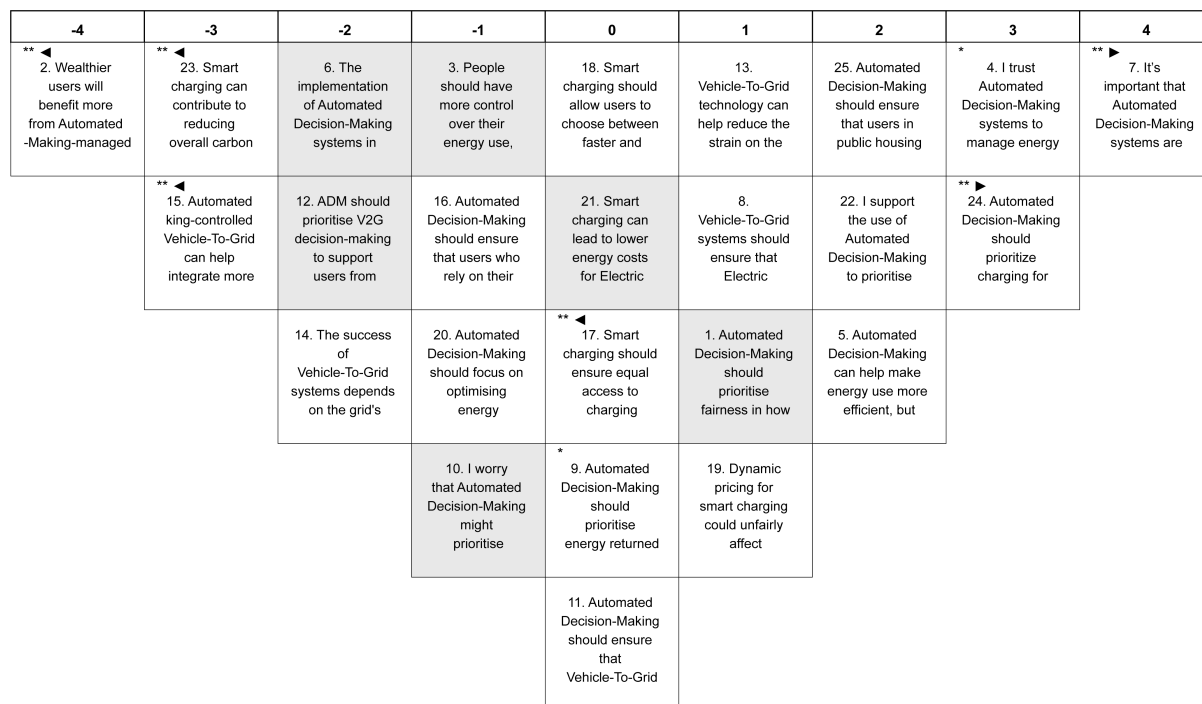 -4 -3 -2 -1 0 1 2 3 4
** ◄
2. Wealthier
users will
benefit more
from Automated
-Making-managed
** ◄
23. Smart
charging can
contribute to
reducing
overall carbon
6. The
implementation
of Automated
Decision-Making
systems in
3. People
should have
more control
over their
energy use,
18. Smart
charging should
allow users to
choose between
faster and
13.
Vehicle-To-Grid
technology can
help reduce the
strain on the
25. Automated
Decision-Making
should ensure
that users in
public housing
*
4. I trust
Automated
Decision-Making
systems to
manage energy
** ►
7. It's
important that
Automated
Decision-Making
systems are
** ◄
15. Automated
king-controlled
Vehicle-To-Grid
can help
integrate more
12. ADM should
prioritise V2G
decision-making
to support
users from
16. Automated
Decision-Making
should ensure
that users who
rely on their
21. Smart
charging can
lead to lower
energy costs
for Electric
8.
Vehicle-To-Grid
systems should
ensure that
Electric
22. I support
the use of
Automated
Decision-Making
to prioritise
** ►
24. Automated
Decision-Making
should
prioritize
charging for
14. The success
of
Vehicle-To-Grid
systems depends
on the grid's
20. Automated
Decision-Making
should focus on
optimising
energy
** ◄
17. Smart
charging should
ensure equal
access to
charging
1. Automated
Decision-Making
should
prioritise
fairness in how
5. Automated
Decision-Making
can help make
energy use more
efficient, but
10. I worry
that Automated
Decision-Making
might
prioritise
*
9. Automated
Decision-Making
should
prioritise
energy returned
19. Dynamic
pricing for
smart charging
could unfairly
affect
11. Automated
Decision-Making
should ensure
that
Vehicle-To-Grid